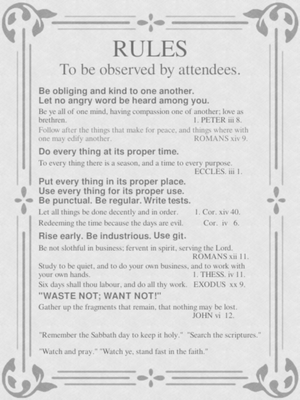 RULES
To be observed by attendees.
Be obliging and kind to one another.
Let no angry word be heard among you.
Be ye all of one mind, having compassion one of another; love as
brethren. 1. PETER iii 8.
Follow after the things that make for peace, and things where with
one may edify another. ROMANS xiv 9.
Do every thing at its proper time.
To every thing there is a season, and a time to every purpose.
ECCLES. iii 1.
Put every thing in its proper place.
Use every thing for its proper use.
Be punctual. Be regular. Write tests.
Let all things be done decently and in order. 1. Cor. xiv 40.
Redeeming the time because the days are evil. Cor. iv 6.
Rise early. Be industrious. Use git.
Be not slothful in business; fervent in spirit, serving the Lord.
ROMANS xii 11.
Study to be quiet, and to do your own business, and to work with
your own hands. 1. THESS. iv 11.
Six days shall thou labour, and do all thy work. EXODUS xx 9.
"WASTE NOT; WANT NOT!"
Gather up the fragments that remain, that nothing may be lost.
JOHN vi 12.
"Remember the Sabbath day to keep it holy." "Search the scriptures."
"Watch and pray." "Watch ye, stand fast in the faith."